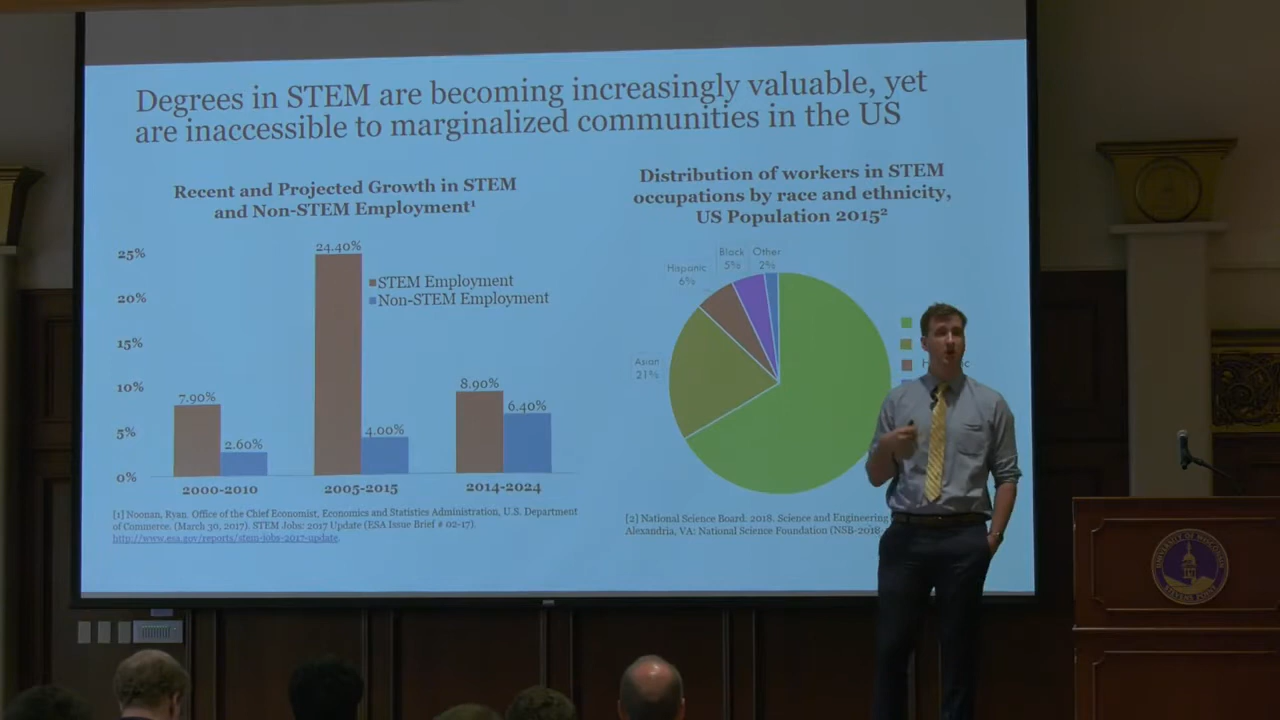 Degrees in STEM are becoming increasingly valuable, yet
are inaccessible to marginalized communities in the US
Recent and Projected Growth in STEM
and Non-STEM Employment¹
25%
20%
15%
10%
5%
0%
7.90%
2.60%
24.40%
4.00%
8.90%
6.40%
STEM Employment
Non-STEM Employment
2000-2010
2005-2015
2014-2024
[1] Noonan, Ryan. Office of the Chief Economist, Economics and Statistics Administration, U.S. Department
of Commerce. (March 30, 2017). STEM Jobs: 2017 Update (ESA Issue Brief # 02-17).
http://www.esa.gov/reports/stem-jobs-2017-update.
Distribution of workers in STEM
occupations by race and ethnicity,
US Population 2015²
Asian
21%
Hispanic
6%
Black
5%
Other
2%
[2] National Science Board. 2018. Science and Engineering
Alexandria, VA: National Science Foundation (NSB-2018-
UNIVERSITY OF WISCONSIN
STEVENS POINT